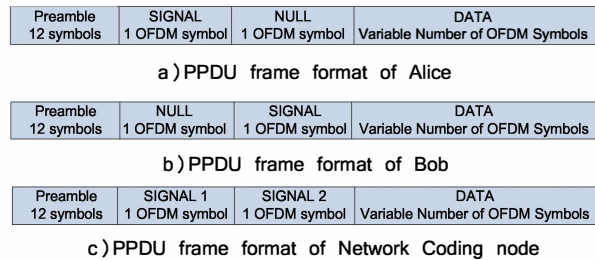 Preamble SIGNAL NULL DATA
12 symbols 1 OFDM symbol 1 OFDM symbol Variable Number of OFDM Symbols
a)PPDU frame format of Alice
Preamble NULL SIGNAL DATA
12 symbols 1 OFDM symbol 1 OFDM symbol Variable Number of OFDM Symbols
b)PPDU frame format of Bob
Preamble SIGNAL 1 SIGNAL 2 DATA
12 symbols 1 OFDM symbol 1 OFDM symbol Variable Number of OFDM Symbols
c)PPDU frame format of Network Coding node